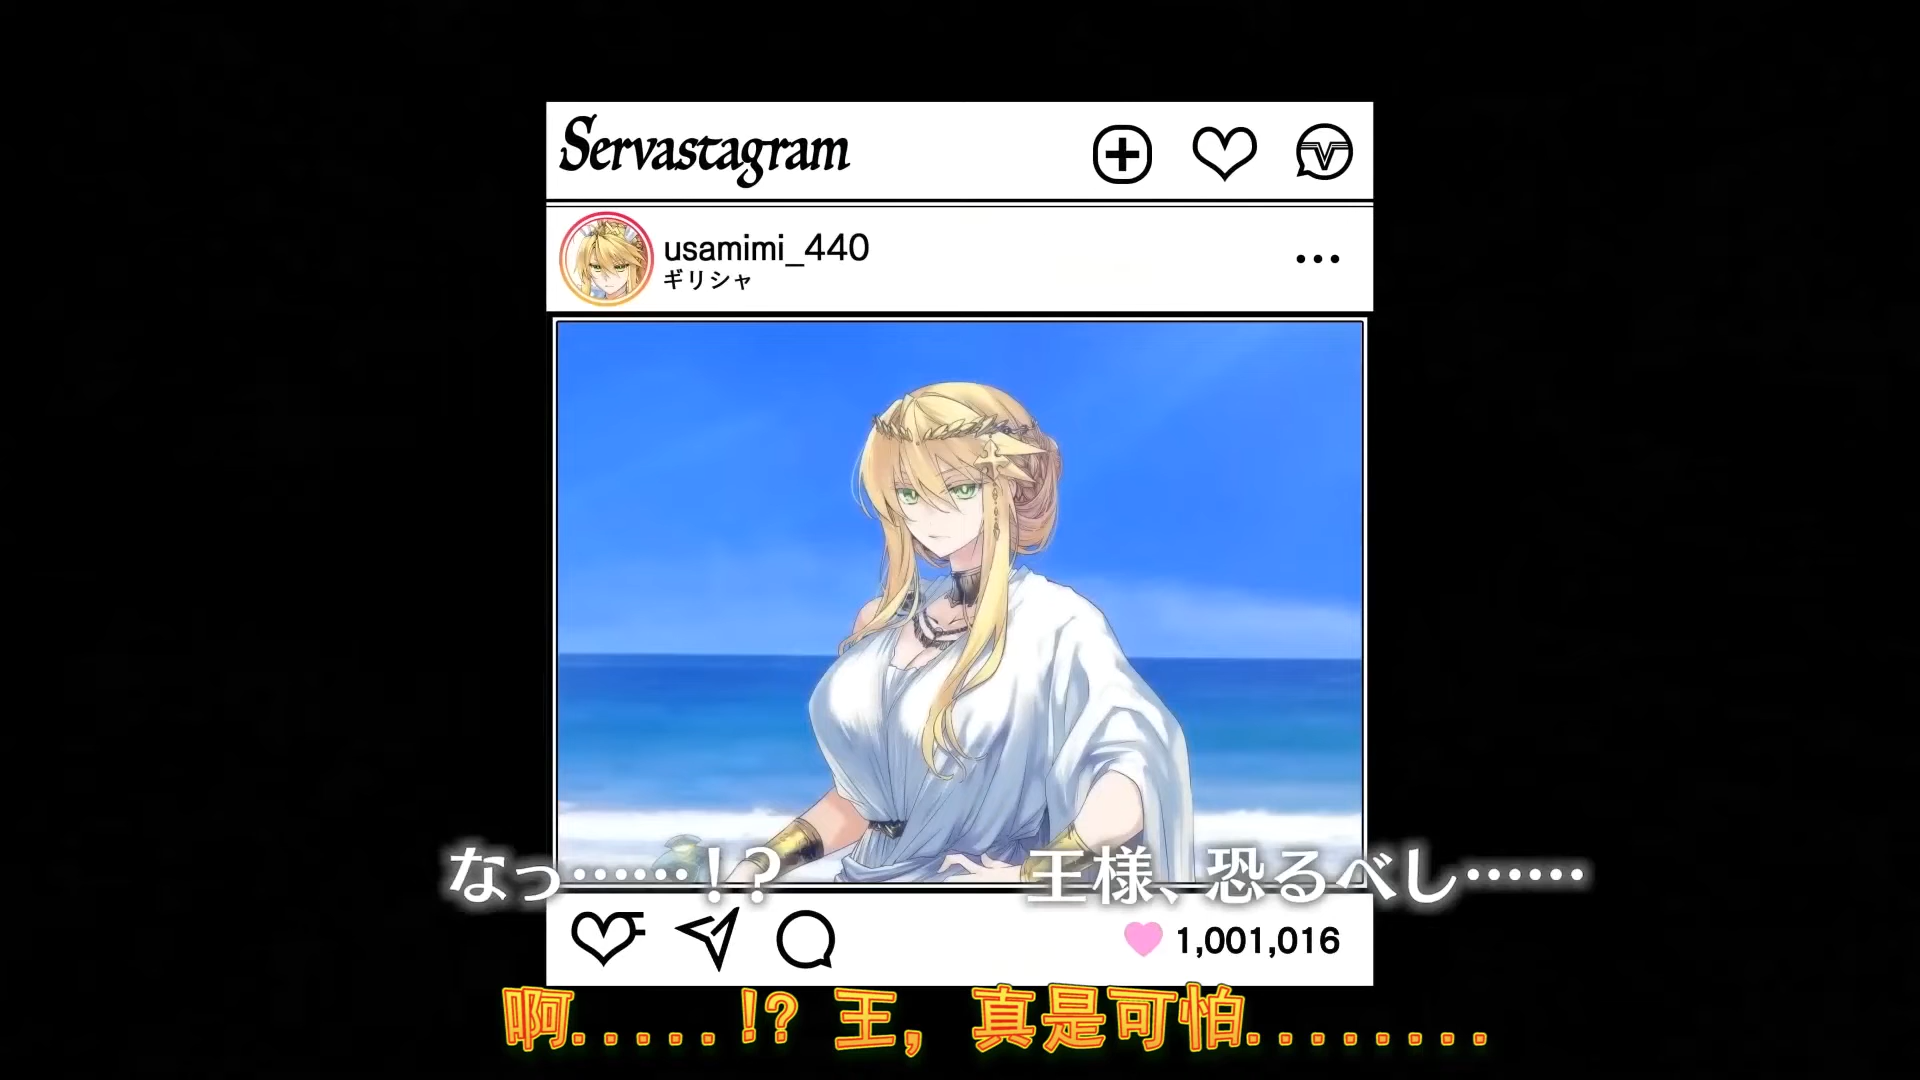 Servastagram
usamimi_440
ギリシャ
なっ……！？　王様、恐るべし……
1,001,016
啊.....!? 王，真是可怕........